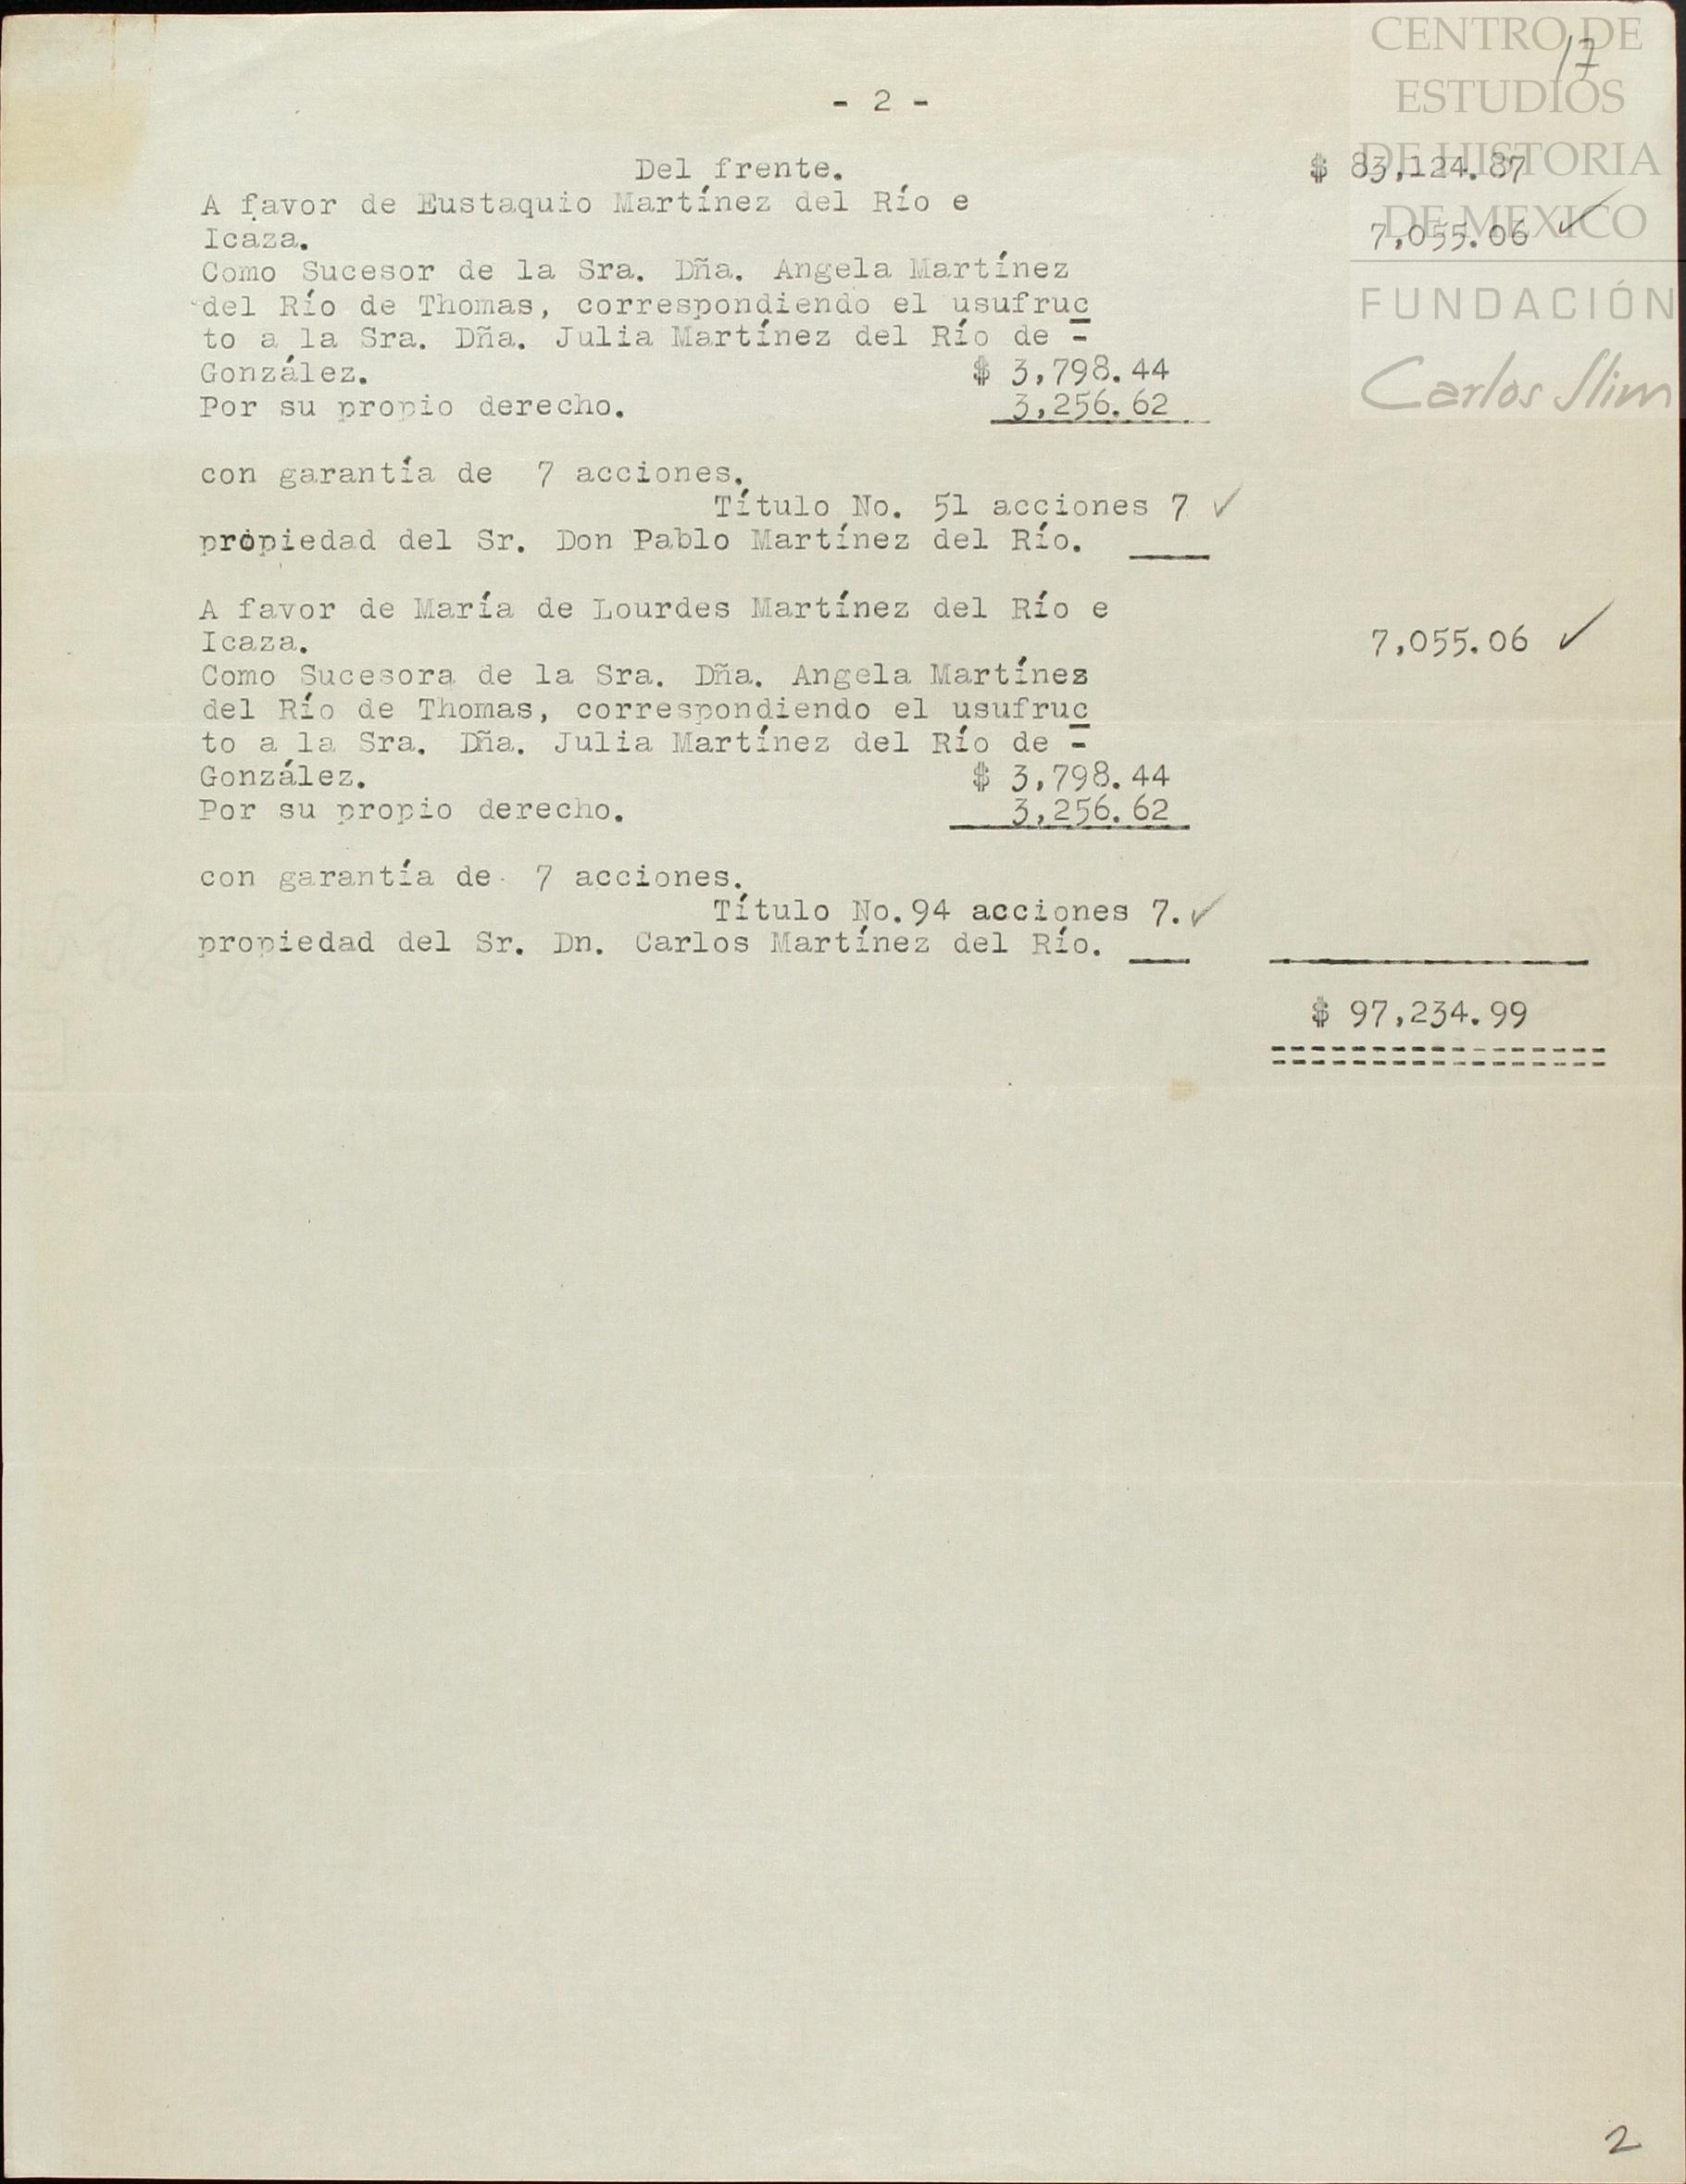 CENTRO DE
ESTUDIOS
DE HISTORIA
DE MEXICO
FUNDACIÓN
Carlos Slim
17
- 2 -
Del frente. $ 83,124.87
A favor de Eustaquio Martínez del Río e
Icaza. 7,055.06 ✓
Como Sucesor de la Sra. Dña. Angela Martínez
del Río de Thomas, correspondiendo el usufruc
to a la Sra. Dña. Julia Martínez del Río de -
González. $ 3,798.44
Por su propio derecho. 3,256.62
con garantía de 7 acciones.
Título No. 51 acciones 7 ✓
propiedad del Sr. Don Pablo Martínez del Río.
A favor de María de Lourdes Martínez del Río e
Icaza. 7,055.06 ✓
Como Sucesora de la Sra. Dña. Angela Martínez
del Río de Thomas, correspondiendo el usufruc
to a la Sra. Dña. Julia Martínez del Río de -
González. $ 3,798.44
Por su propio derecho. 3,256.62
con garantía de 7 acciones.
Título No.94 acciones 7.✓
propiedad del Sr. Dn. Carlos Martínez del Río.
$ 97,234.99
2